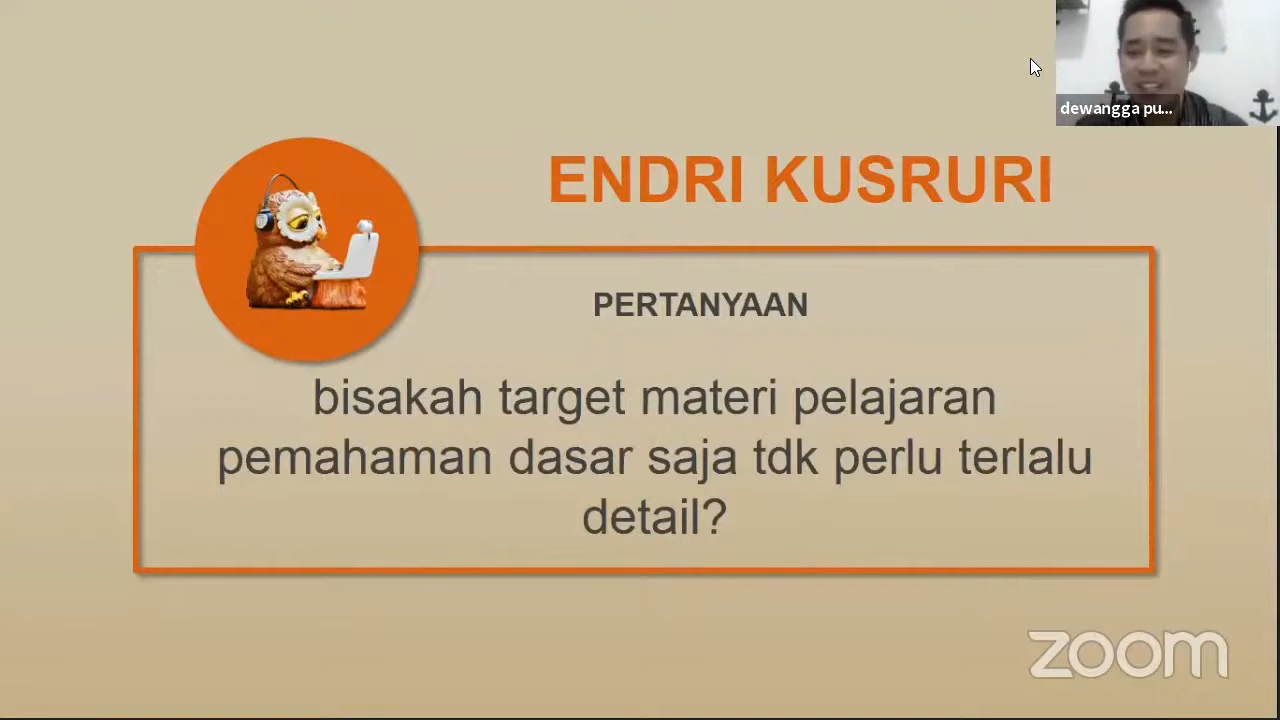 dewangga pu...
ENDRI KUSRURI
PERTANYAAN
bisakah target materi pelajaran
pemahaman dasar saja tdk perlu terlalu
detail?
zoom